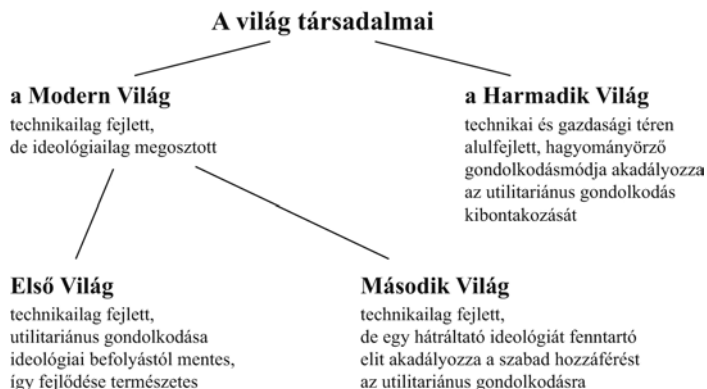 A világ társadalmai
a Modern Világ
technikailag fejlett,
de ideológiailag megosztott
a Harmadik Világ
technikai és gazdasági téren
alulfejlett, hagyományőrző
gondolkodásmódja akadályozza
az utilitariánus gondolkodás
kibontakozását
Első Világ
technikailag fejlett,
utilitariánus gondolkodása
ideológiai befolyástól mentes,
így fejlődése természetes
Második Világ
technikailag fejlett,
de egy hátráltató ideológiát fenntartó
elit akadályozza a szabad hozzáférést
az utilitariánus gondolkodásra